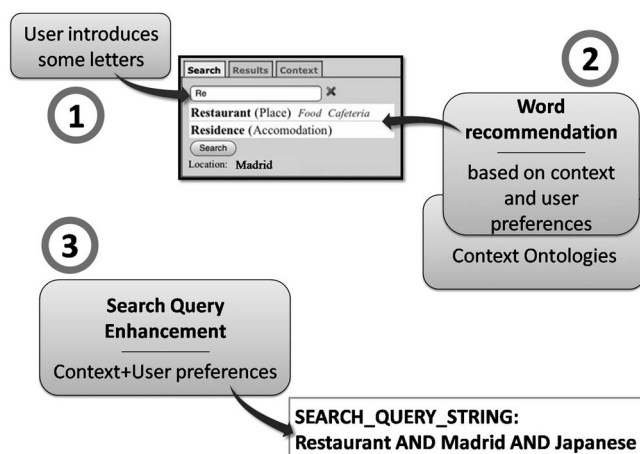 User introduces
some letters
1
Search Results Context
Re
Restaurant (Place) Food Cafeteria
Residence (Accomodation)
Search
Location: Madrid
2
Word
recommendation
based on context
and user
preferences
Context Ontologies
3
Search Query
Enhancement
Context+User preferences
SEARCH_QUERY_STRING:
Restaurant AND Madrid AND Japanese